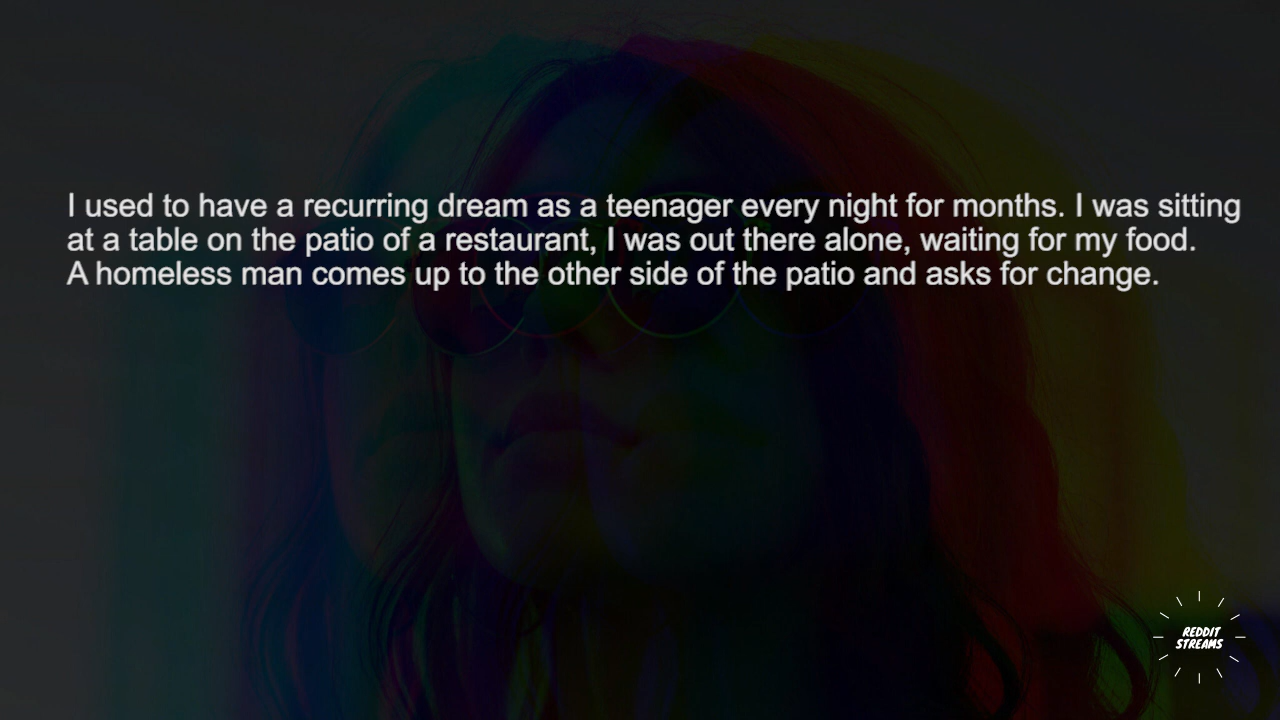 I used to have a recurring dream as a teenager every night for months. I was sitting
at a table on the patio of a restaurant, I was out there alone, waiting for my food.
A homeless man comes up to the other side of the patio and asks for change.
REDDIT
STREAMS